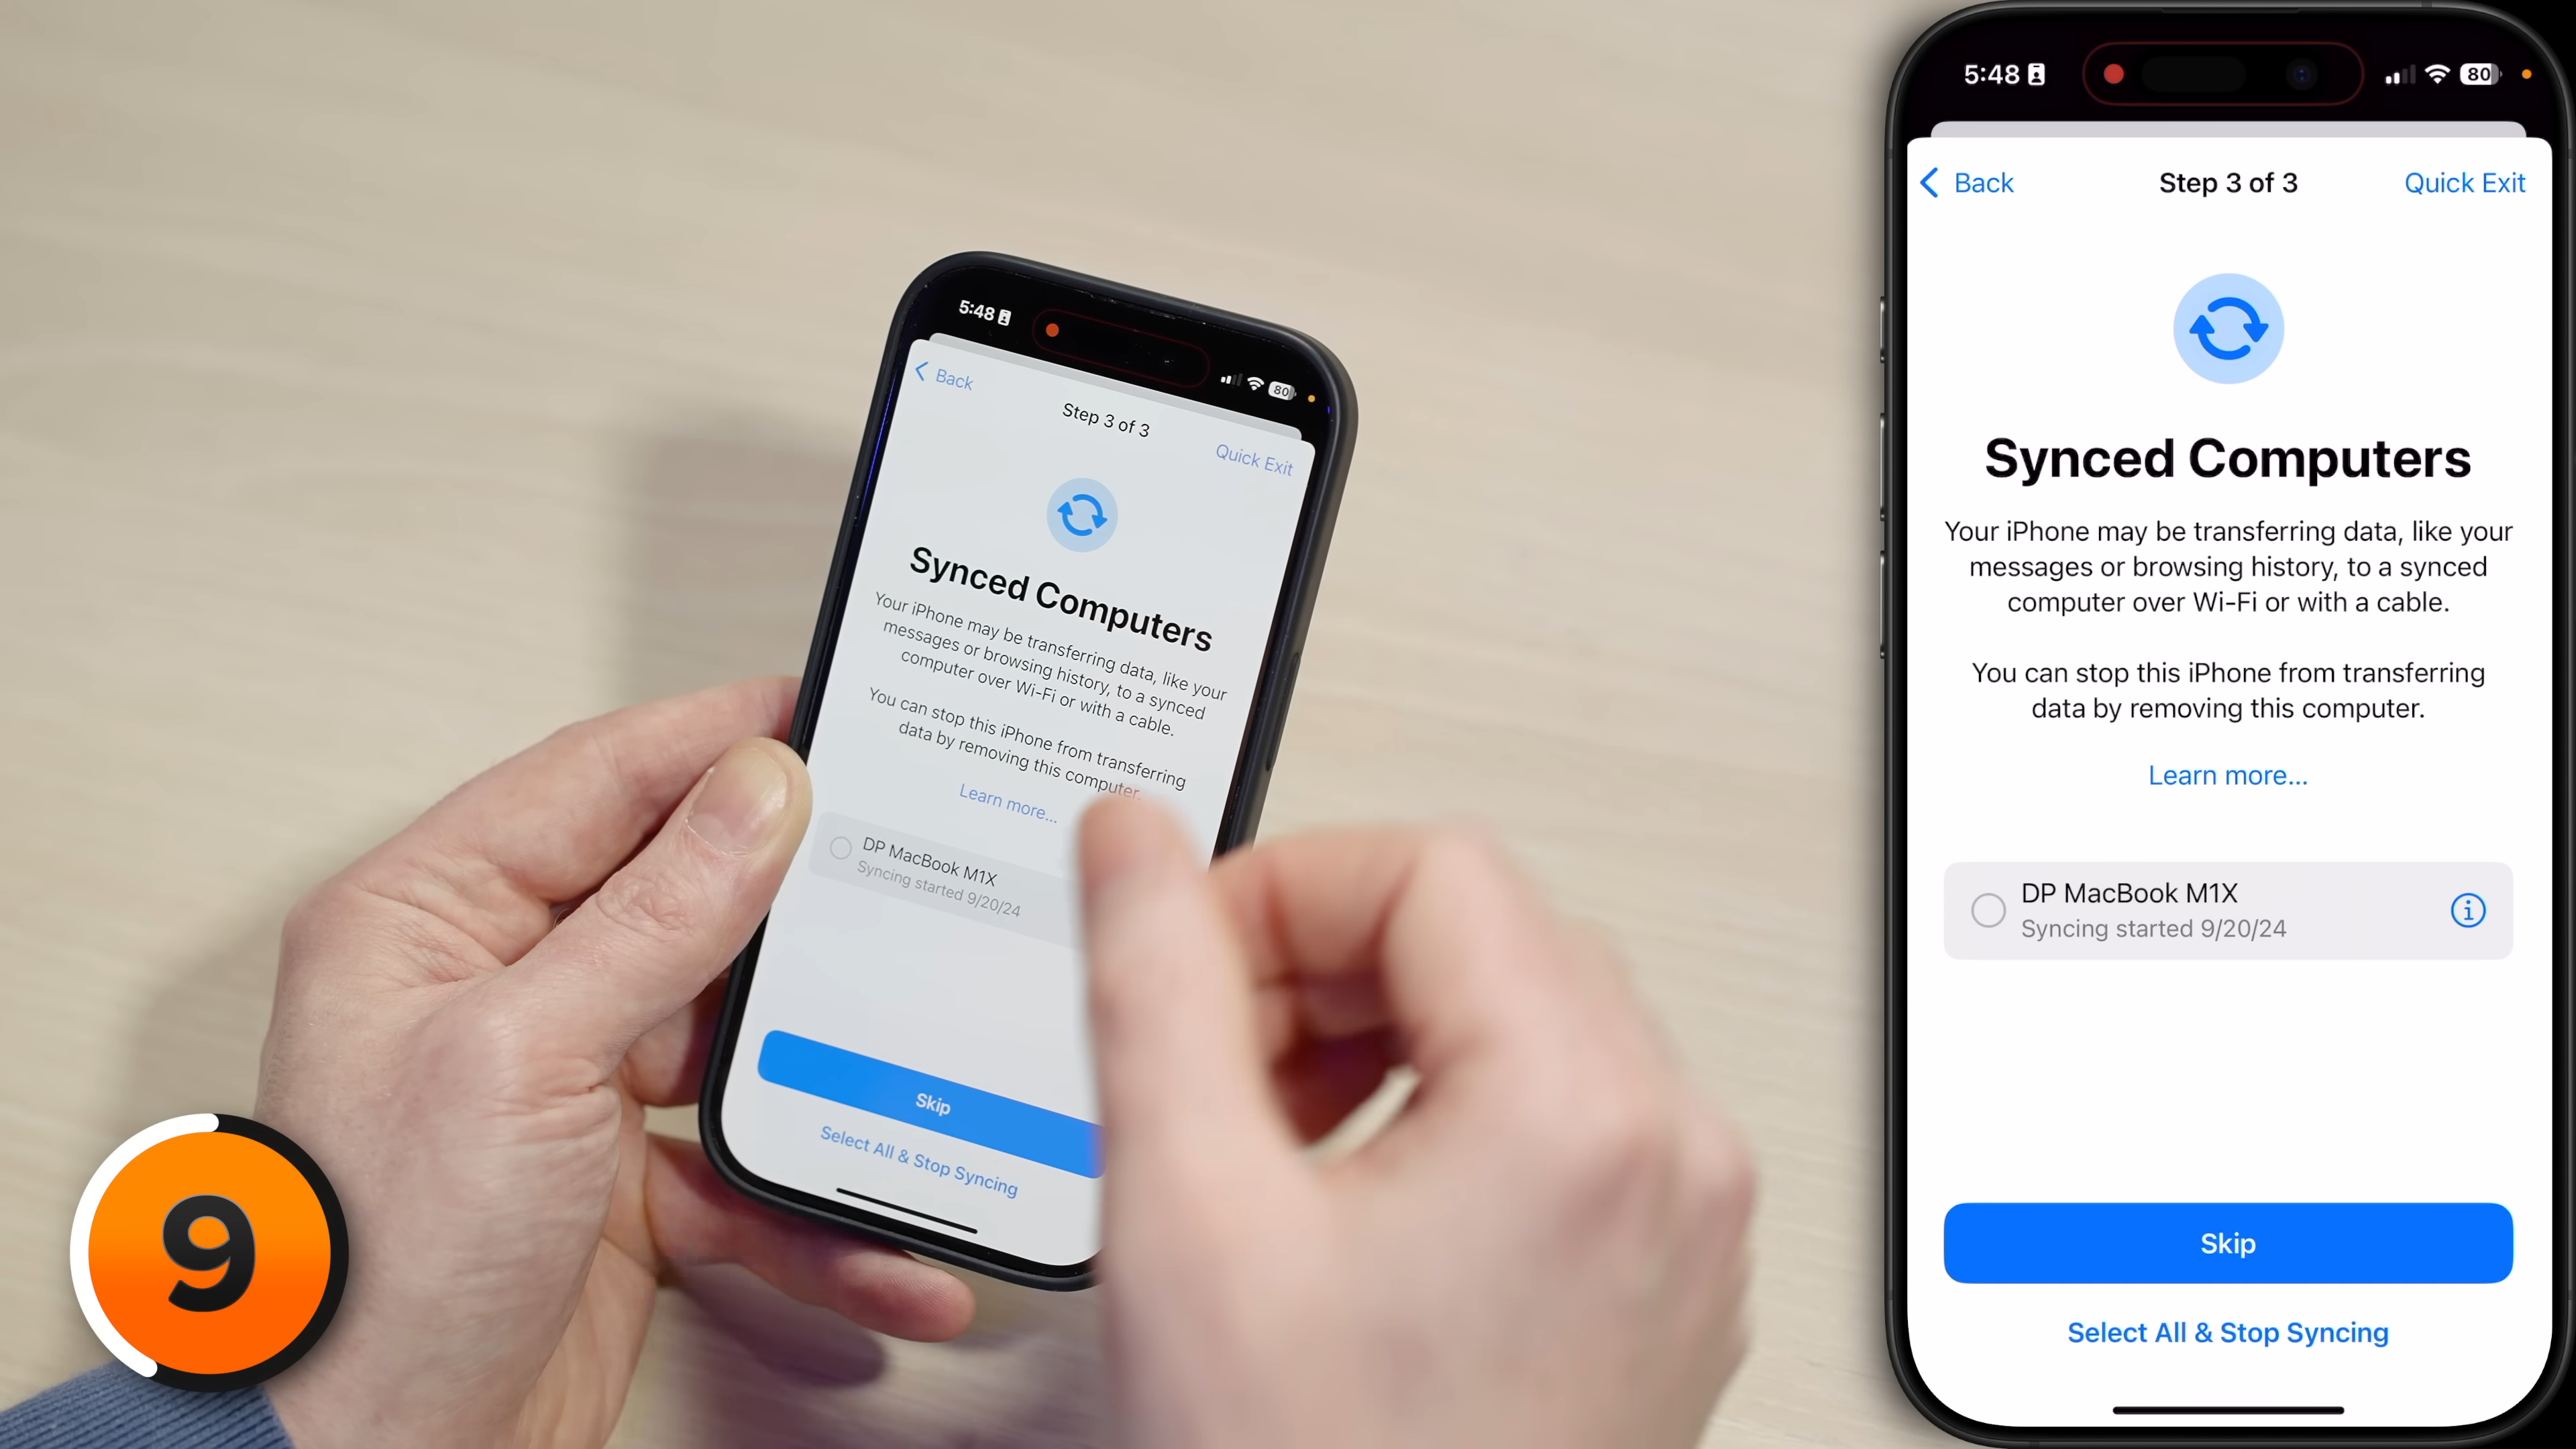 5:48
80
Back
Step 3 of 3
Quick Exit
Synced Computers
Your iPhone may be transferring data, like your
messages or browsing history, to a synced
computer over Wi-Fi or with a cable.
You can stop this iPhone from transferring
data by removing this computer.
Learn more...
DP MacBook M1X
Syncing started 9/20/24
Skip
Select All & Stop Syncing
9
5:48
80
Back
Step 3 of 3
Quick Exit
Synced Computers
Your iPhone may be transferring data, like your
messages or browsing history, to a synced
computer over Wi-Fi or with a cable.
You can stop this iPhone from transferring
data by removing this computer.
Learn more...
DP MacBook M1X
Syncing started 9/20/24
Skip
Select All & Stop Syncing